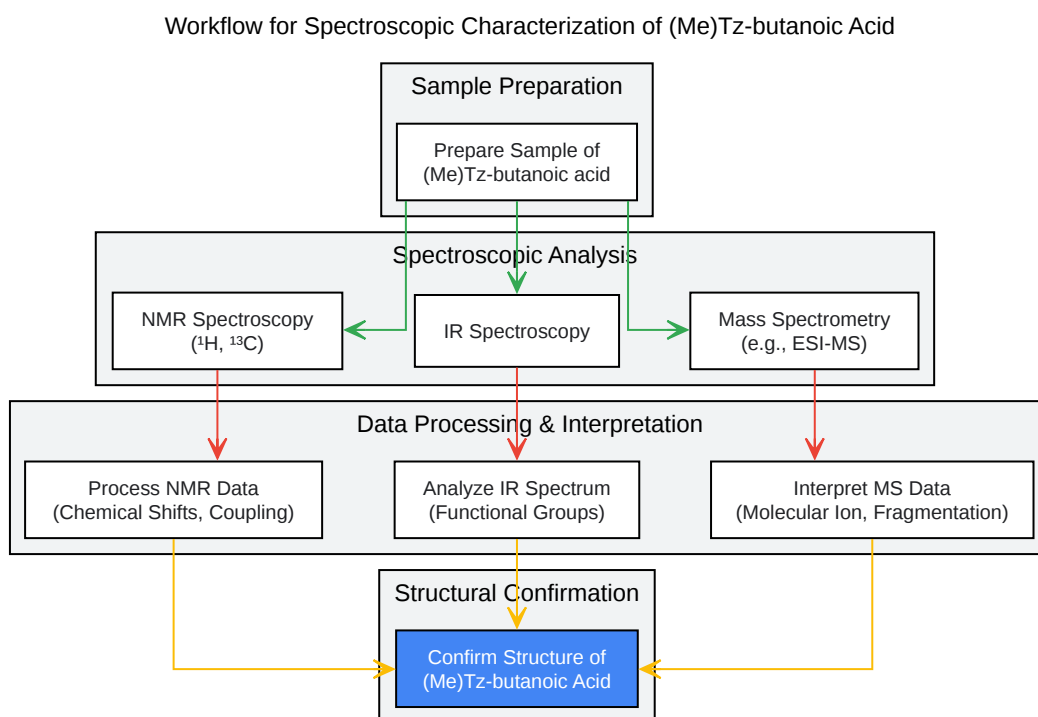 Workflow for Spectroscopic Characterization of (Me)Tz-butanoic Acid
Sample Preparation
Prepare Sample of
(Me)Tz-butanoic acid
Spectroscopic Analysis
NMR Spectroscopy
(¹H, ¹³C)
IR Spectroscopy
Mass Spectrometry
(e.g., ESI-MS)
Data Processing & Interpretation
Process NMR Data
(Chemical Shifts, Coupling)
Analyze IR Spectrum
(Functional Groups)
Interpret MS Data
(Molecular Ion, Fragmentation)
Structural Confirmation
Confirm Structure of
(Me)Tz-butanoic Acid